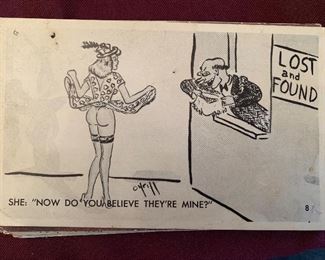 LOST
and
FOUND
SHE: "NOW DO YOU BELIEVE THEY'RE MINE?"
8